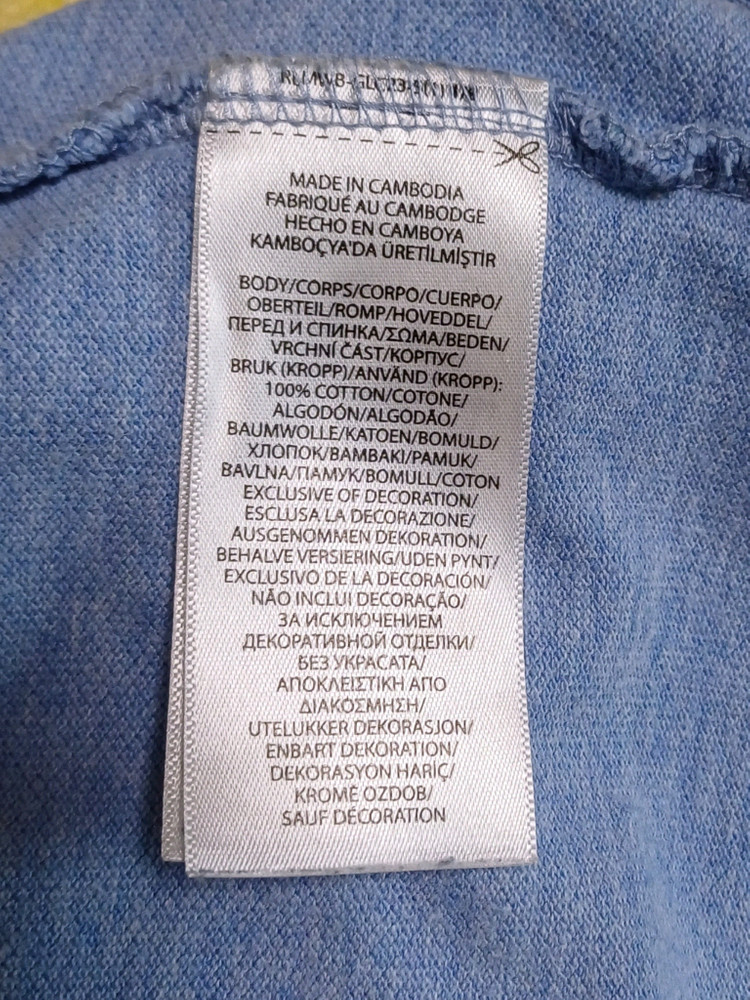 MADE IN CAMBODIA
FABRIQUÉ AU CAMBODGE
HECHO EN CAMBOYA
KAMBOÇYA'DA ÜRETİLMİŞTİR
BODY/CORPS/CORPO/CUERPO/
OBERTEIL/ROMP/HOVEDDEL/
ПЕРЕД И СПИНКА/ΣΩΜΑ/BEDEN/
VRCHNÍ ČÁST/КОРПУС/
BRUK (KROPP)/ANVÄND (KROPP):
100% COTTON/COTONE/
ALGODÓN/ALGODÃO/
BAUMWOLLE/KATOEN/BOMULD/
ХЛОПОК/ΒΑΜΒΑΚΙ/PAMUK/
BAVLNA/ПАМУК/BOMULL/COTON
EXCLUSIVE OF DECORATION/
ESCLUSA LA DECORAZIONE/
AUSGENOMMEN DEKORATION/
BEHALVE VERSIERING/UDEN PYNT/
EXCLUSIVO DE LA DECORACIÓN/
NÃO INCLUI DECORAÇÃO/
ЗА ИСКЛЮЧЕНИЕМ
ДЕКОРАТИВНОЙ ОТДЕЛКИ/
БЕЗ УКРАСАТА/
ΑΠΟΚΛΕΙΣΤΙΚΗ ΑΠΟ
ΔΙΑΚΟΣΜΗΣΗ/
UTELUKKER DEKORASJON/
ENBART DEKORATION/
DEKORASYON HARİÇ/
KROMĚ OZDOB/
SAUF DÉCORATION